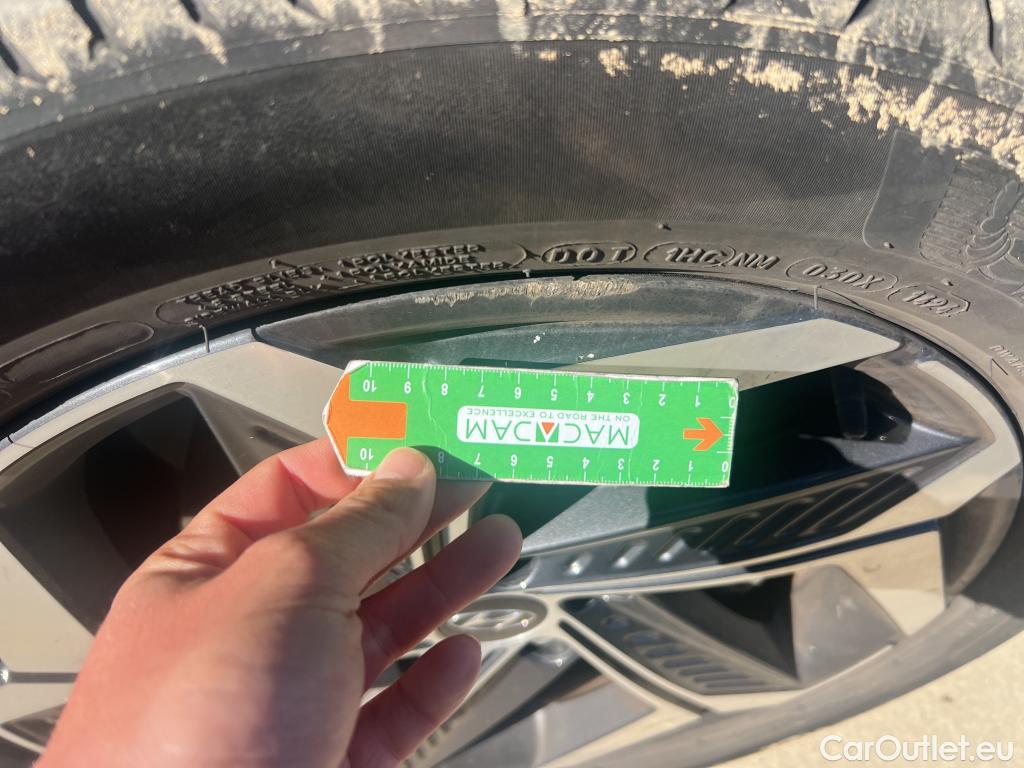 DOT 1HG NM 030X 1824
10 9 8 7 6 5 4 3 2 1 0
MACADAM
ON THE ROAD TO EXCELLENCE
10 8 7 6 5 4 3 2 1 0
CarOutlet.eu